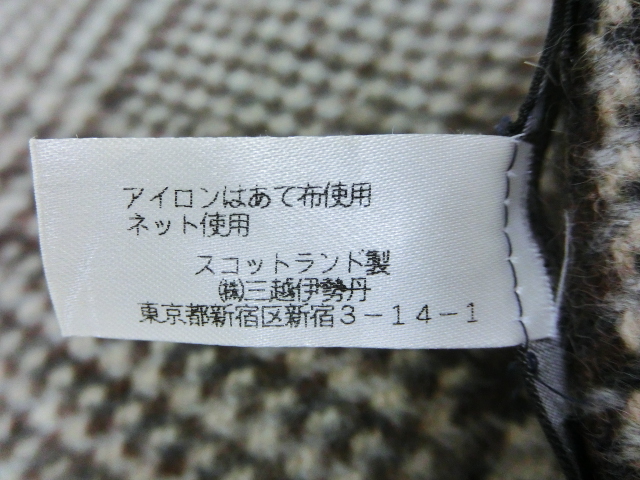 アイロンはあて布使用
ネット使用
スコットランド製
㈱三越伊勢丹
東京都新宿区新宿３－１４－１